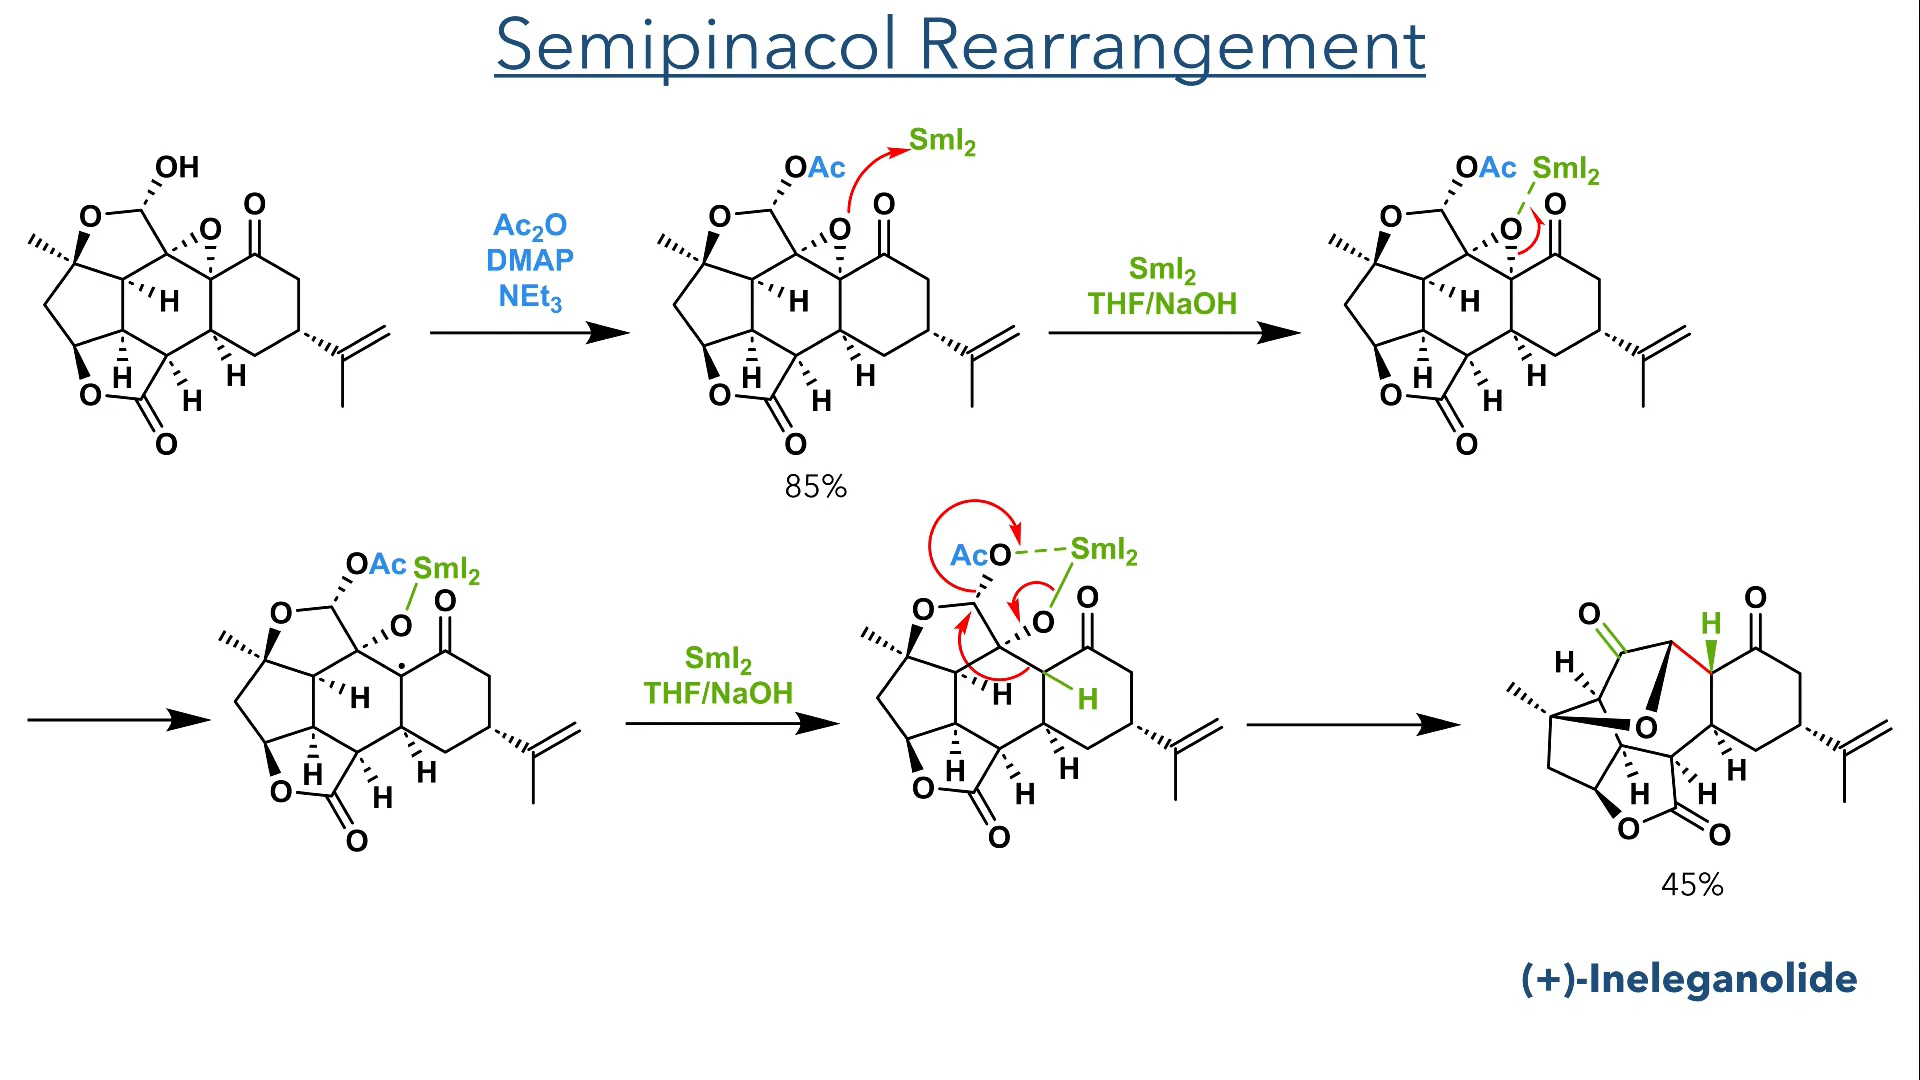 Semipinacol Rearrangement
OH
O
O
O
H
H
H
H
O
O
Ac₂O
DMAP
NEt₃
OAc
SmI₂
O
O
O
H
H
H
H
O
O
85%
SmI₂
THF/NaOH
OAc
SmI₂
O
O
O
H
H
H
H
O
O
OAc
SmI₂
O
O
O
H
H
H
H
O
O
SmI₂
THF/NaOH
AcO
SmI₂
O
O
O
H
H
H
H
H
O
O
O
H
O
H
O
H
H
H
O
O
45%
(+)-Ineleganolide